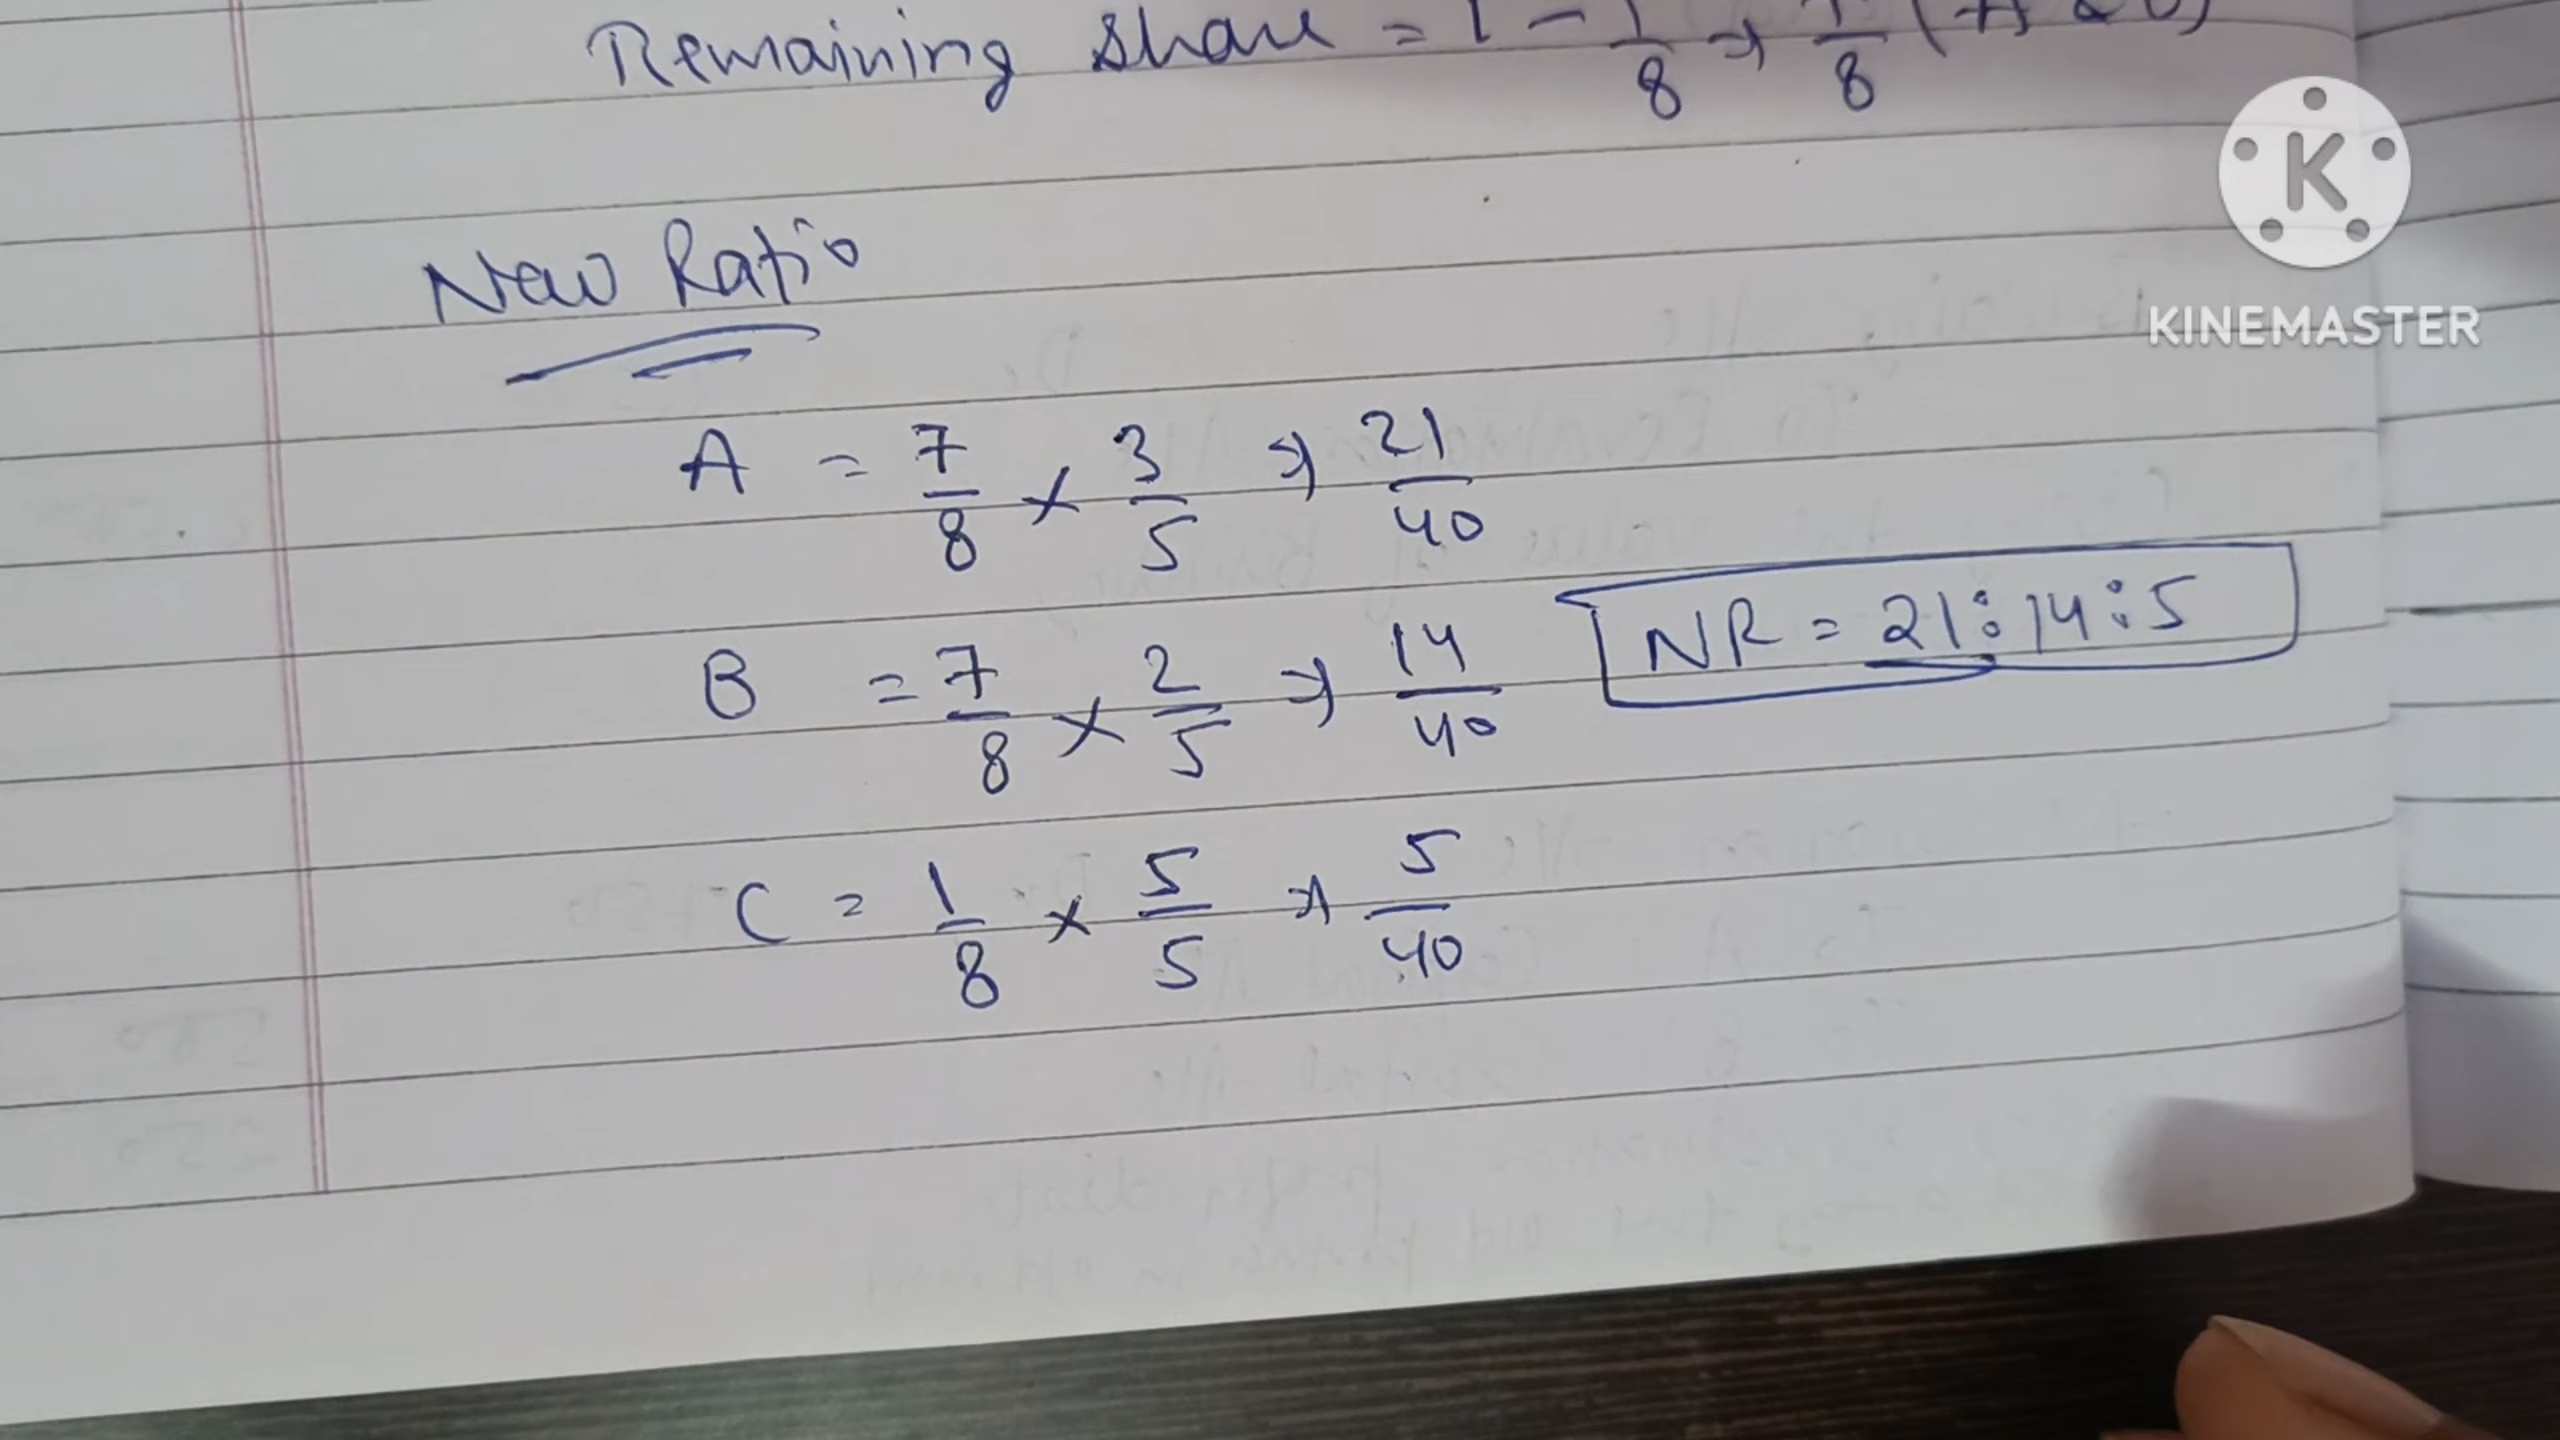 Remaining Share = 1 - 1/8 → 7/8 (A & B)
K
KINEMASTER
New Ratio
A = 7/8 × 3/5 ⇒ 21/40
B = 7/8 × 2/5 ⇒ 14/40
NR = 21:14:5
C = 1/8 × 5/5 → 5/40